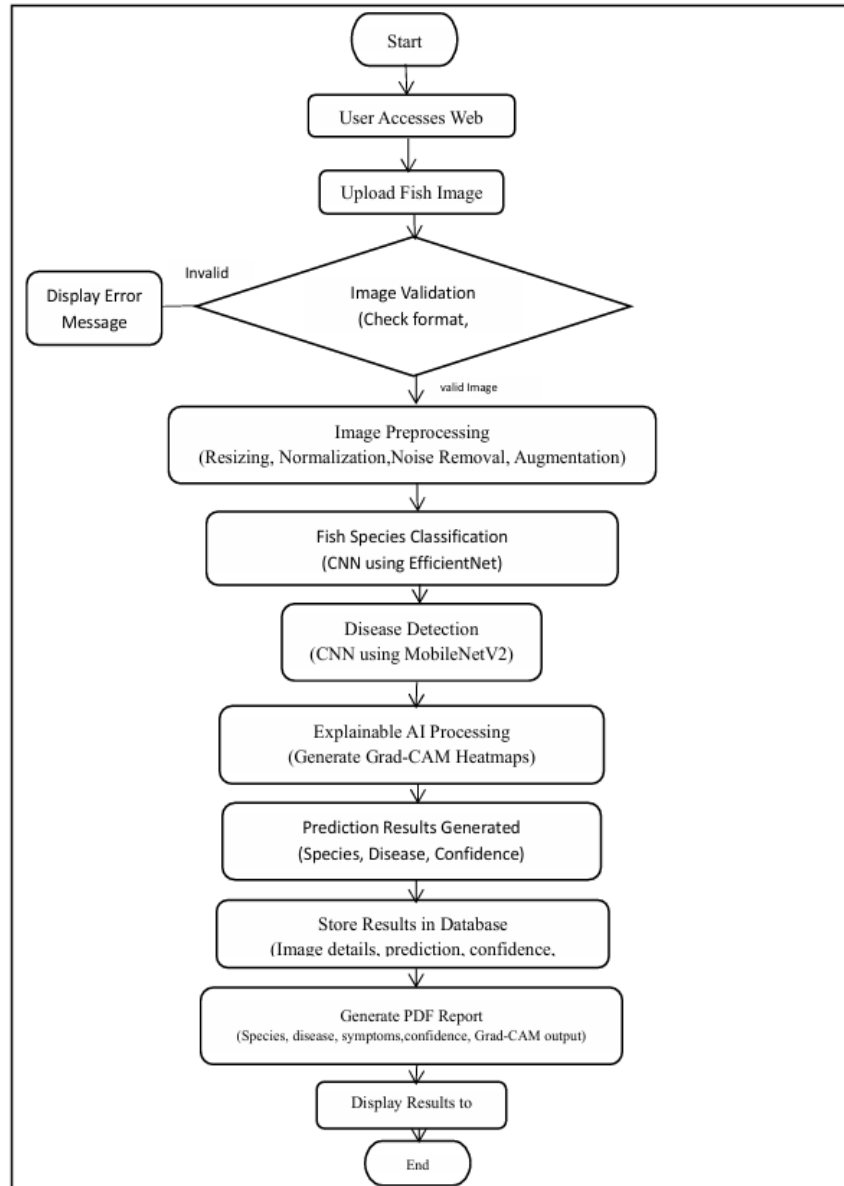 Start
User Accesses Web
Upload Fish Image
Invalid
Display Error
Message
Image Validation
(Check format,
valid Image
Image Preprocessing
(Resizing, Normalization,Noise Removal, Augmentation)
Fish Species Classification
(CNN using EfficientNet)
Disease Detection
(CNN using MobileNetV2)
Explainable AI Processing
(Generate Grad-CAM Heatmaps)
Prediction Results Generated
(Species, Disease, Confidence)
Store Results in Database
(Image details, prediction, confidence,
Generate PDF Report
(Species, disease, symptoms,confidence, Grad-CAM output)
Display Results to
End